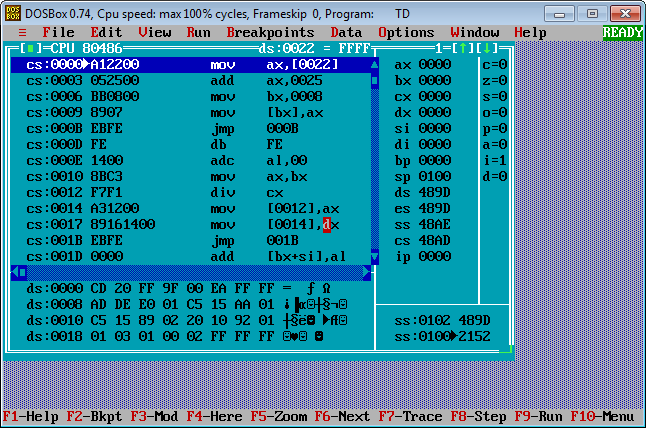 DOSBox 0.74, Cpu speed: max 100% cycles, Frameskip 0, Program: TD
≡ File Edit View Run Breakpoints Data Options Window Help READY
[■]=CPU 80486 ds:0022 = FFFF 1=[↑][↓]
cs:0000►A12200 mov ax,[0022] ax 0000 c=0
cs:0003 052500 add ax,0025 bx 0000 z=0
cs:0006 BB0800 mov bx,0008 cx 0000 s=0
cs:0009 8907 mov [bx],ax dx 0000 o=0
cs:000B EBFE jmp 000B si 0000 p=0
cs:000D FE db FE di 0000 a=0
cs:000E 1400 adc al,00 bp 0000 i=1
cs:0010 8BC3 mov ax,bx sp 0100 d=0
cs:0012 F7F1 div cx ds 489D
cs:0014 A31200 mov [0012],ax es 489D
cs:0017 89161400 mov [0014],dx ss 48AE
cs:001B EBFE jmp 001B cs 48AD
cs:001D 0000 add [bx+si],al ip 0000
ds:0000 CD 20 FF 9F 00 EA FF FF = ƒ Ω
ds:0008 AD DE E0 01 C5 15 AA 01 ¡▐α☺┼§¬☺
ds:0010 C5 15 89 02 20 10 92 01 ┼§ë☻ ►Æ☺ ss:0102 489D
ds:0018 01 03 01 00 02 FF FF FF ☺♥☺ ☻ ss:0100►2152
F1-Help F2-Bkpt F3-Mod F4-Here F5-Zoom F6-Next F7-Trace F8-Step F9-Run F10-Menu